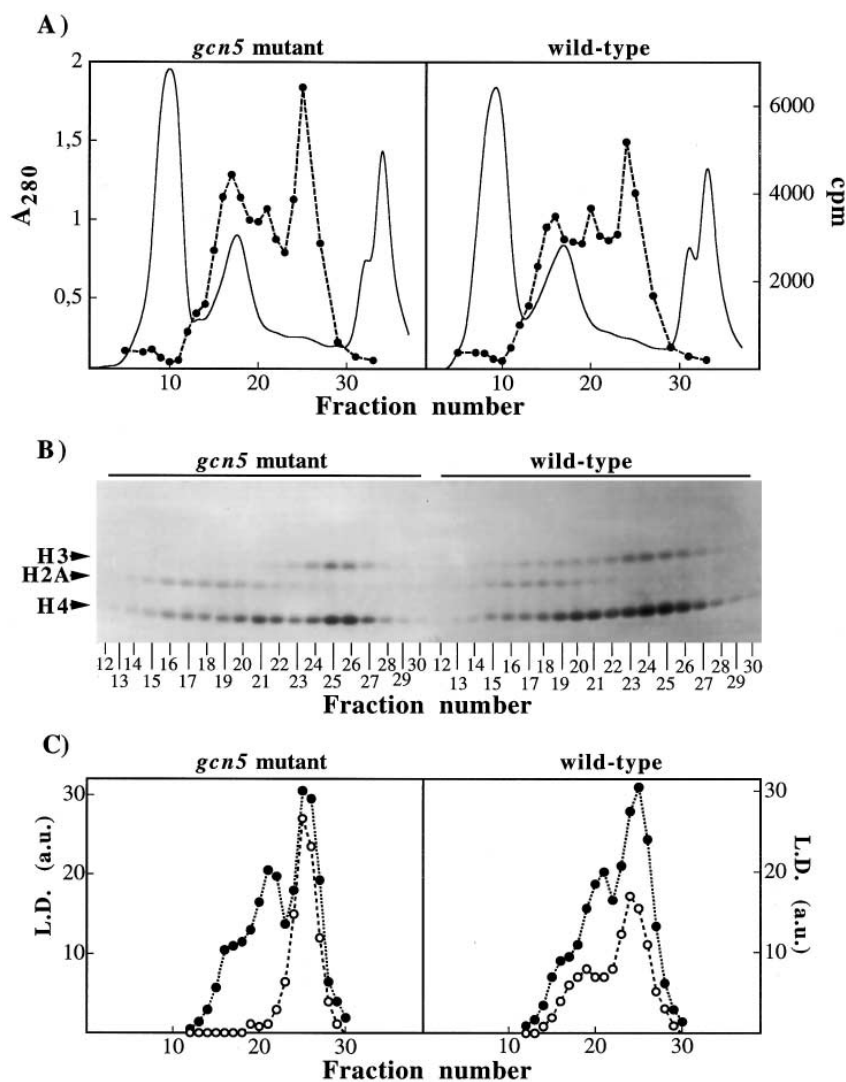 A)
gcn5 mutant wild-type
2
1,5
1
0,5
A280
6000
4000
2000
cpm
10 20 30 10 20 30
Fraction number
B)
gcn5 mutant wild-type
H3
H2A
H4
12 14 16 18 20 22 24 26 28 30 12 14 16 18 20 22 24 26 28 30
13 15 17 19 21 23 25 27 29 13 15 17 19 21 23 25 27 29
Fraction number
C)
gcn5 mutant wild-type
30
20
10
L.D. (a.u.)
30
20
10
L.D. (a.u.)
10 20 30 10 20 30
Fraction number